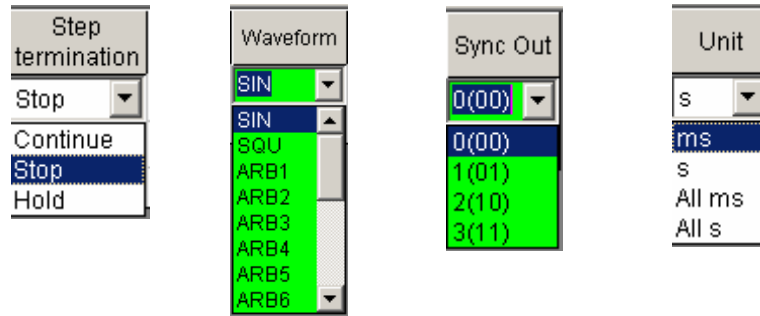 Step
termination
Stop
Continue
Stop
Hold
Waveform
SIN
SIN
SQU
ARB1
ARB2
ARB3
ARB4
ARB5
ARB6
Sync Out
0(00)
0(00)
1(01)
2(10)
3(11)
Unit
s
ms
s
All ms
All s